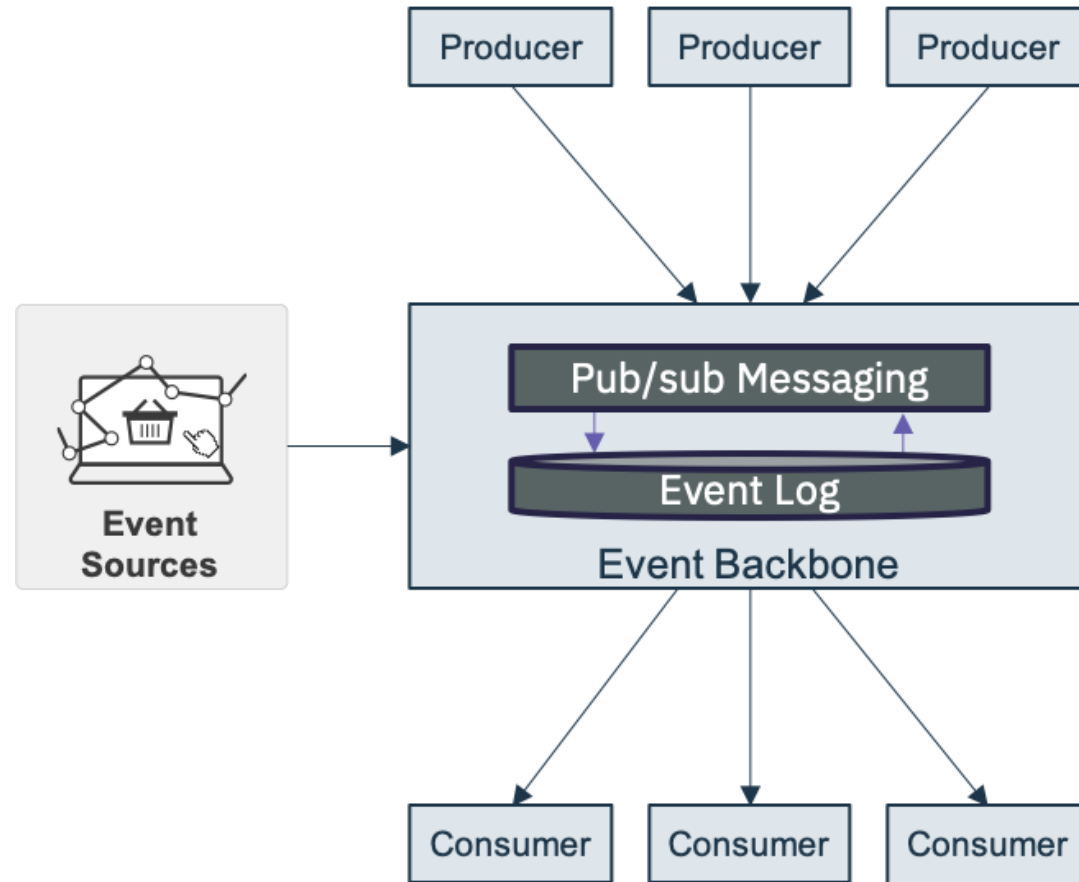 Producer
Producer
Producer
Pub/sub Messaging
Event Log
Event Backbone
Event
Sources
Consumer
Consumer
Consumer